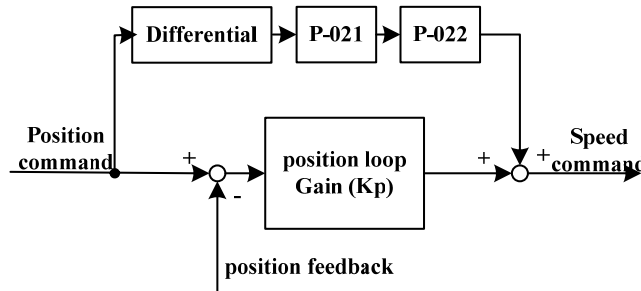 Differential
P-021
P-022
Position
command
+
-
position loop
Gain (Kp)
+
+
Speed
command
position feedback